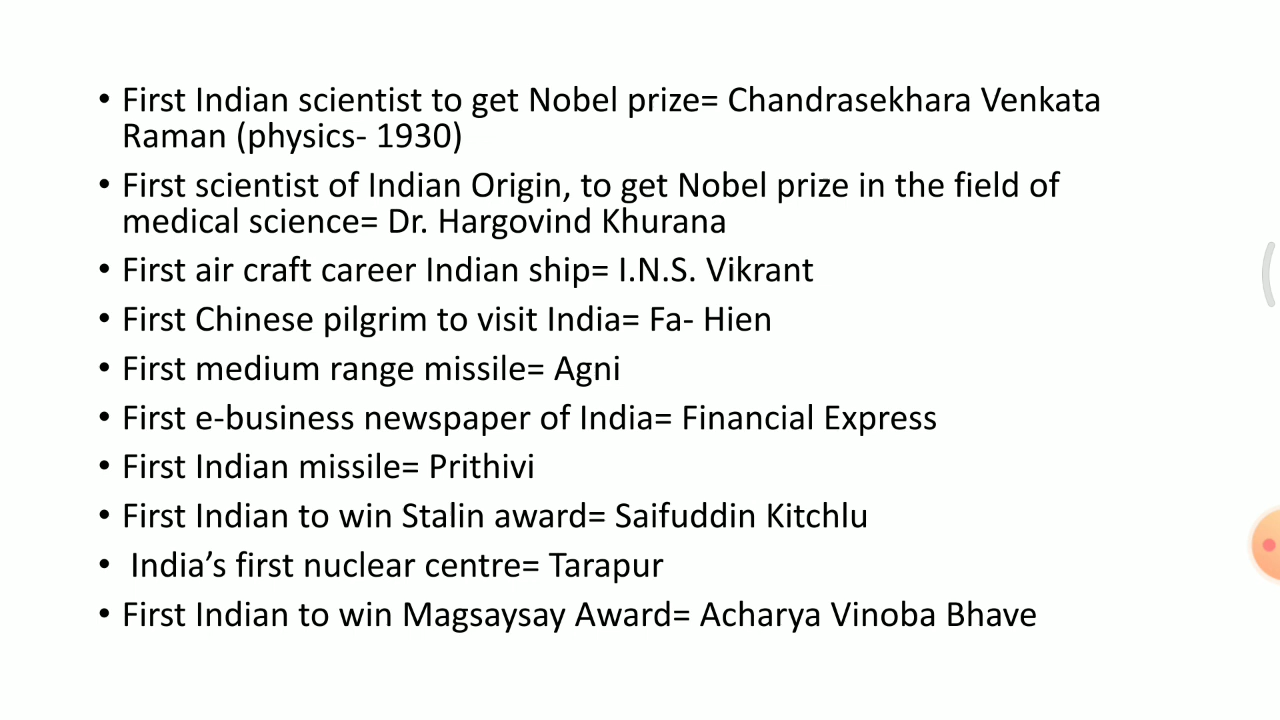 • First Indian scientist to get Nobel prize= Chandrasekhara Venkata
Raman (physics- 1930)
• First scientist of Indian Origin, to get Nobel prize in the field of
medical science= Dr. Hargovind Khurana
• First air craft career Indian ship= I.N.S. Vikrant
• First Chinese pilgrim to visit India= Fa- Hien
• First medium range missile= Agni
• First e-business newspaper of India= Financial Express
• First Indian missile= Prithivi
• First Indian to win Stalin award= Saifuddin Kitchlu
• India’s first nuclear centre= Tarapur
• First Indian to win Magsaysay Award= Acharya Vinoba Bhave